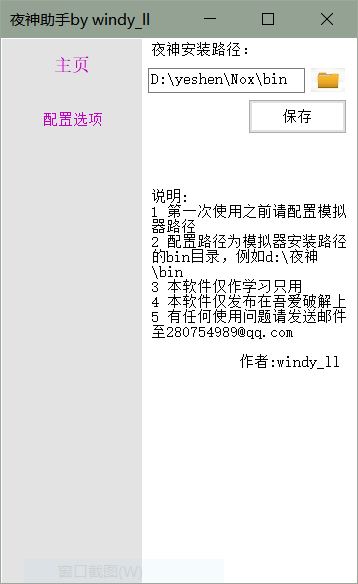 夜神助手by windy_ll
主页
配置选项
夜神安装路径：
D:\yeshen\Nox\bin
保存
说明:
1 第一次使用之前请配置模拟
器路径
2 配置路径为模拟器安装路径
的bin目录，例如d:\夜神
\bin
3 本软件仅作学习只用
4 本软件仅发布在吾爱破解上
5 有任何使用问题请发送邮件
至280754989@qq.com
作者:windy_ll
窗口截图(W)